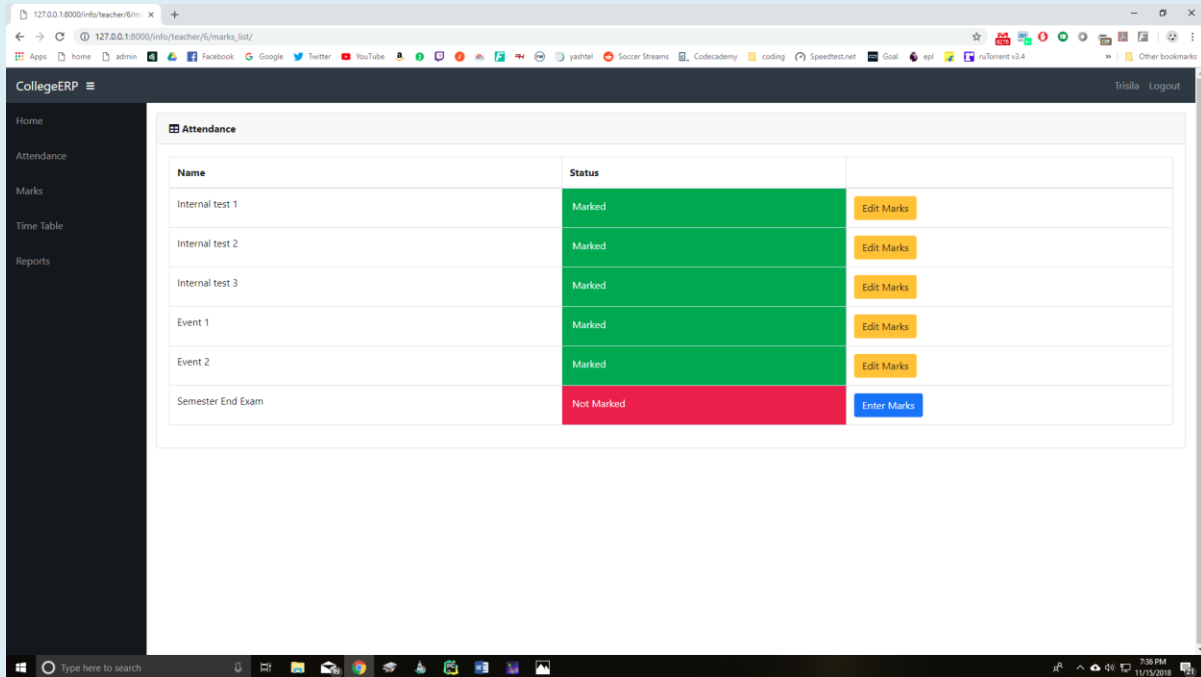 127.0.0.1:8000/info/teacher/6/m
127.0.0.1:8000/info/teacher/6/marks_list/
Apps home admin Facebook Google Twitter YouTube yashtel Soccer Streams Codecademy coding Speedtest.net Goal epl ruTorrent v3.4 » Other bookmarks
CollegeERP Trisila Logout
Home
Attendance
Marks
Time Table
Reports
Attendance
Name Status
Internal test 1 Marked Edit Marks
Internal test 2 Marked Edit Marks
Internal test 3 Marked Edit Marks
Event 1 Marked Edit Marks
Event 2 Marked Edit Marks
Semester End Exam Not Marked Enter Marks
Type here to search
7:36 PM
11/15/2018